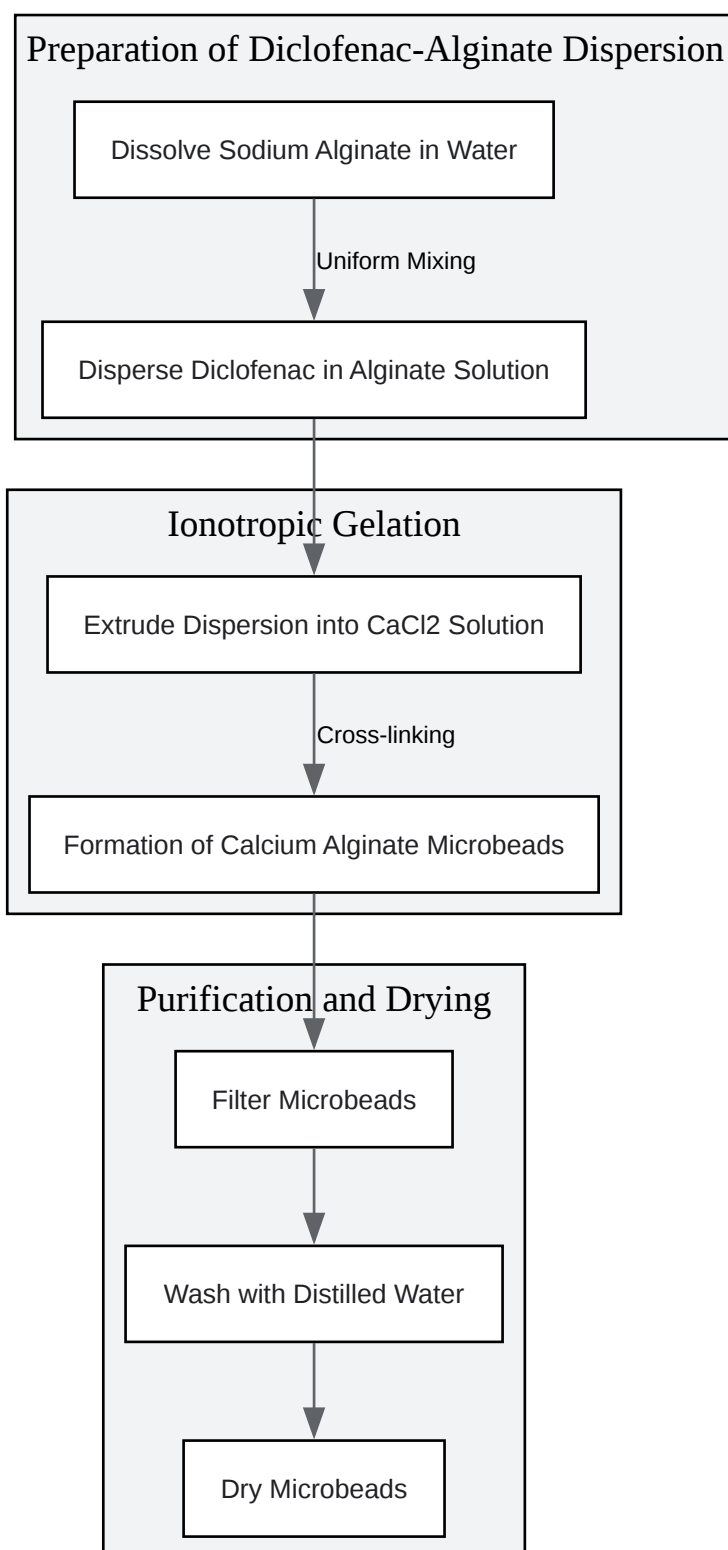 Preparation of Diclofenac-Alginate Dispersion
Dissolve Sodium Alginate in Water
Uniform Mixing
Disperse Diclofenac in Alginate Solution
Ionotropic Gelation
Extrude Dispersion into CaCl2 Solution
Cross-linking
Formation of Calcium Alginate Microbeads
Purification and Drying
Filter Microbeads
Wash with Distilled Water
Dry Microbeads